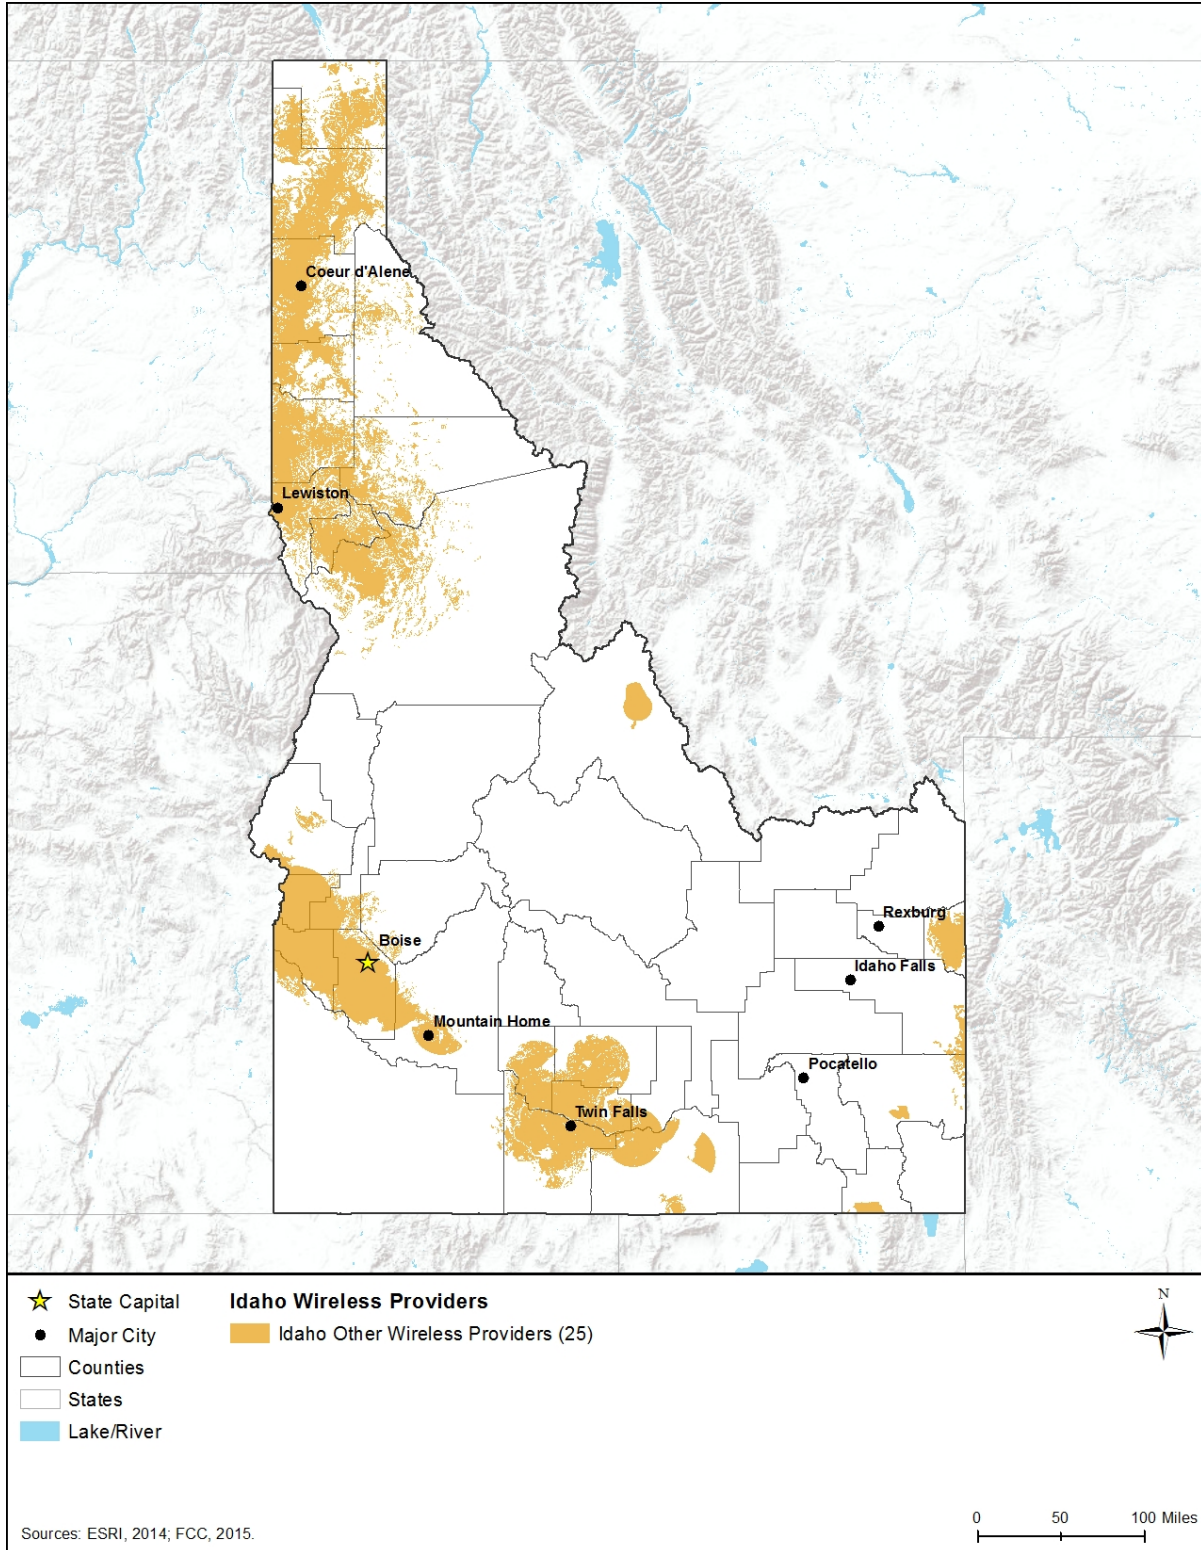 Coeur d'Alene
Lewiston
Rexburg
Boise
Idaho Falls
Mountain Home
Pocatello
Twin Falls
State Capital
Major City
Counties
States
Lake/River
Idaho Wireless Providers
Idaho Other Wireless Providers (25)
N
Sources: ESRI, 2014; FCC, 2015.
0 50 100 Miles